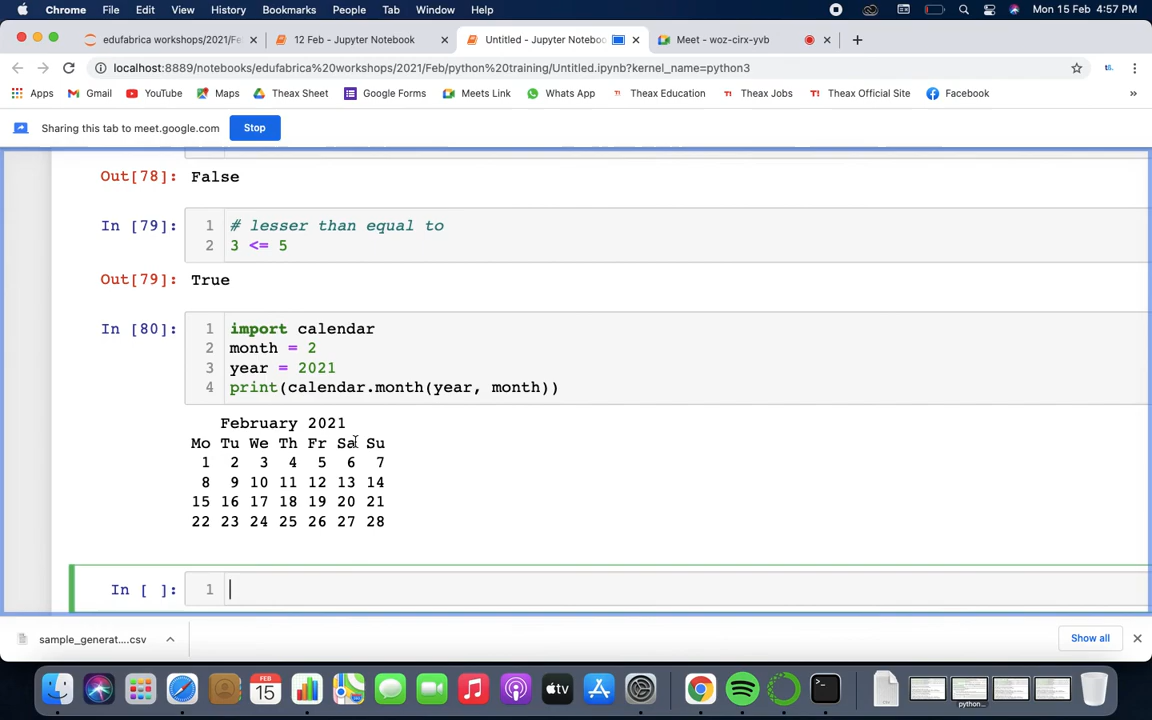 Chrome File Edit View History Bookmarks People Tab Window Help Mon 15 Feb 4:57 PM
edufabrica workshops/2021/Fe 12 Feb - Jupyter Notebook Untitled - Jupyter Noteboo Meet - woz-cirx-yvb
localhost:8889/notebooks/edufabrica%20workshops/2021/Feb/python%20training/Untitled.ipynb?kernel_name=python3
Apps Gmail YouTube Maps Theax Sheet Google Forms Meets Link Whats App Theax Education Theax Jobs Theax Official Site Facebook »
Sharing this tab to meet.google.com Stop
Out[78]: False
In [79]: 1 # lesser than equal to
2 3 <= 5
Out[79]: True
In [80]: 1 import calendar
2 month = 2
3 year = 2021
4 print(calendar.month(year, month))
February 2021
Mo Tu We Th Fr Sa Su
1 2 3 4 5 6 7
8 9 10 11 12 13 14
15 16 17 18 19 20 21
22 23 24 25 26 27 28
In [ ]: 1
sample_generat....csv Show all
FEB
15
tv
python...